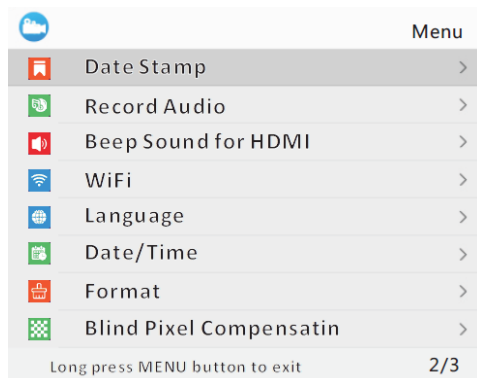 Menu
Date Stamp
Record Audio
Beep Sound for HDMI
WiFi
Language
Date/Time
Format
Blind Pixel Compensatin
Long press MENU button to exit 2/3